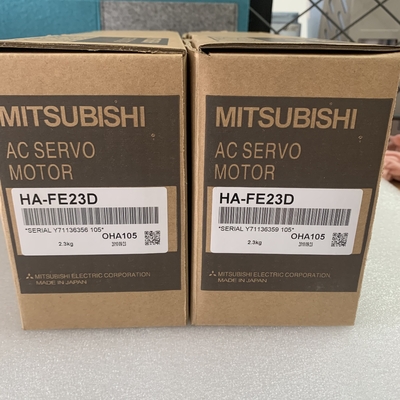 MITSUBISHI
AC SERVO
MOTOR
HA-FE23D
*SERIAL Y71136356 105*
2.3kg
OHA105
MITSUBISHI ELECTRIC CORPORATION
MADE IN JAPAN
MITSUBISHI
AC SERVO
MOTOR
HA-FE23D
*SERIAL Y71136359 105*
2.3kg
OHA105
MITSUBISHI ELECTRIC CORPORATION
MADE IN JAPAN